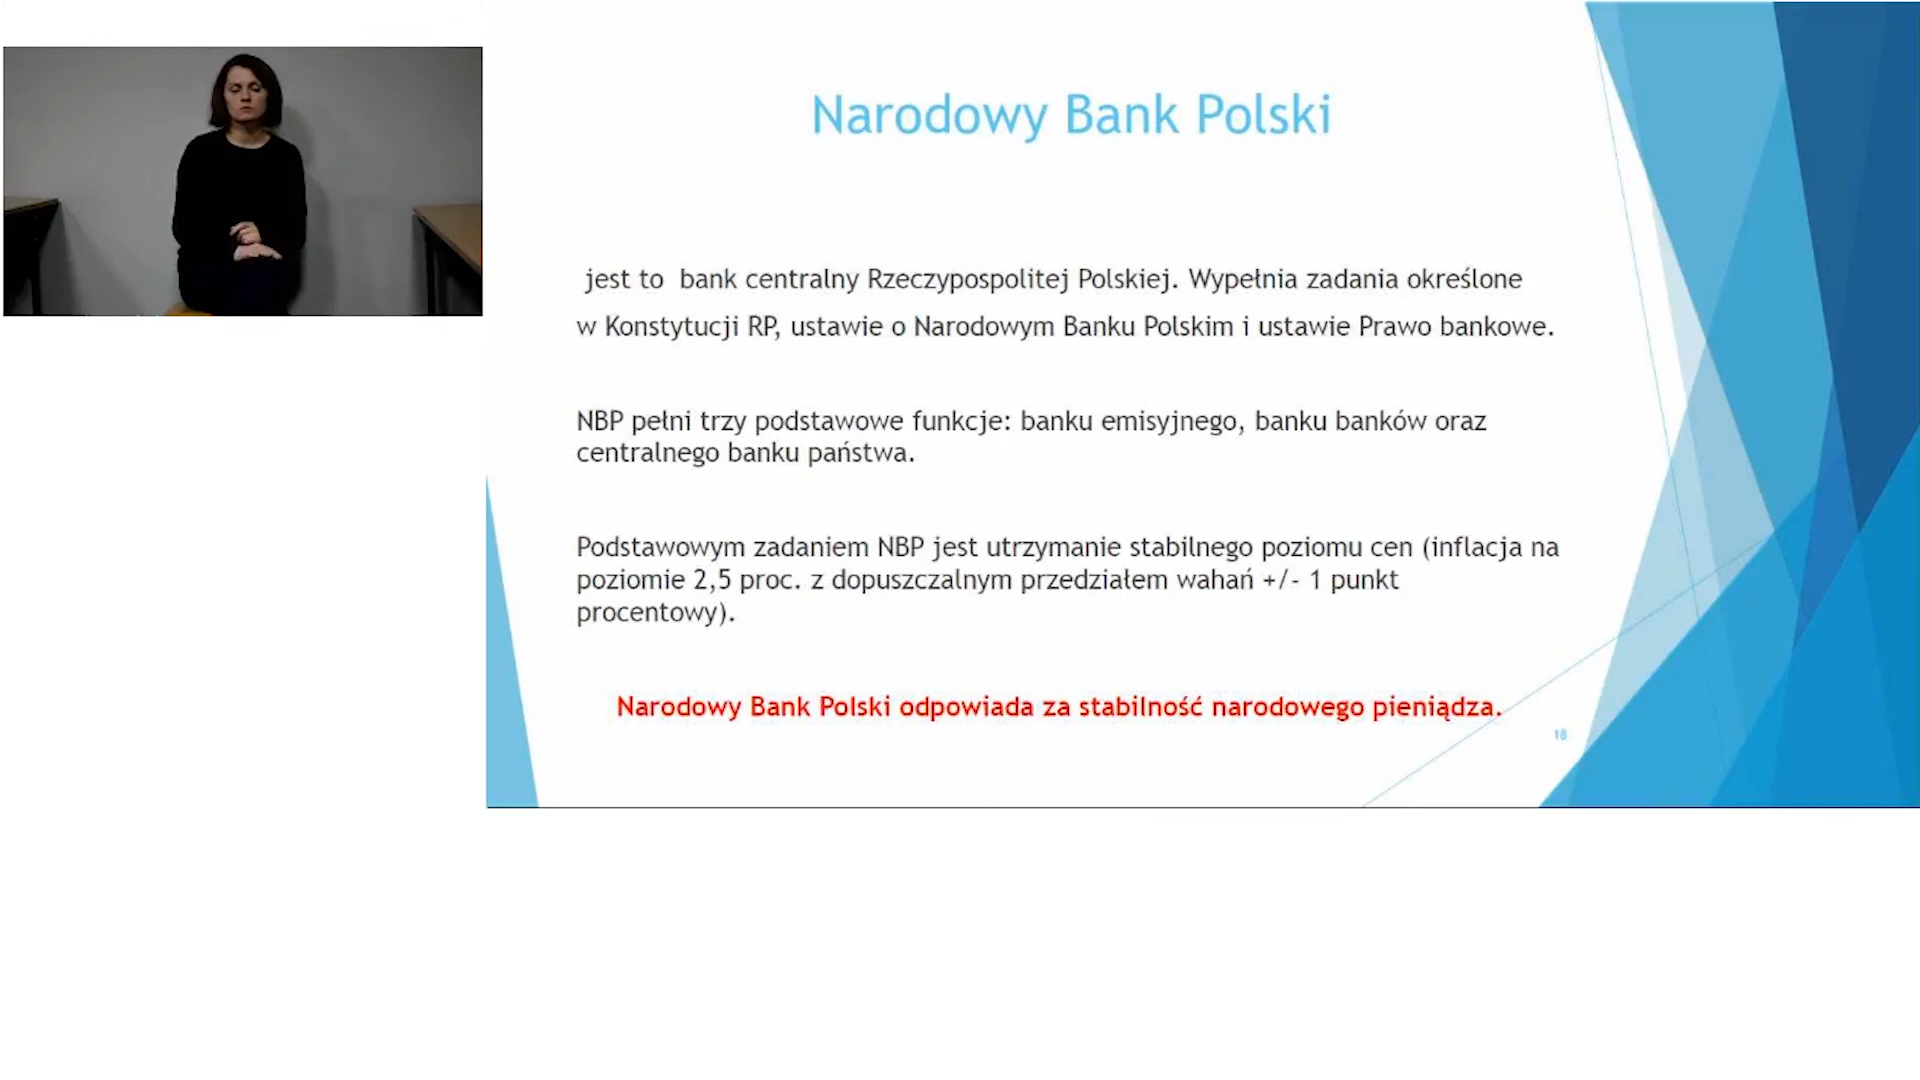 Narodowy Bank Polski
jest to bank centralny Rzeczypospolitej Polskiej. Wypełnia zadania określone
w Konstytucji RP, ustawie o Narodowym Banku Polskim i ustawie Prawo bankowe.
NBP pełni trzy podstawowe funkcje: banku emisyjnego, banku banków oraz
centralnego banku państwa.
Podstawowym zadaniem NBP jest utrzymanie stabilnego poziomu cen (inflacja na
poziomie 2,5 proc. z dopuszczalnym przedziałem wahań +/- 1 punkt
procentowy).
Narodowy Bank Polski odpowiada za stabilność narodowego pieniądza.
18